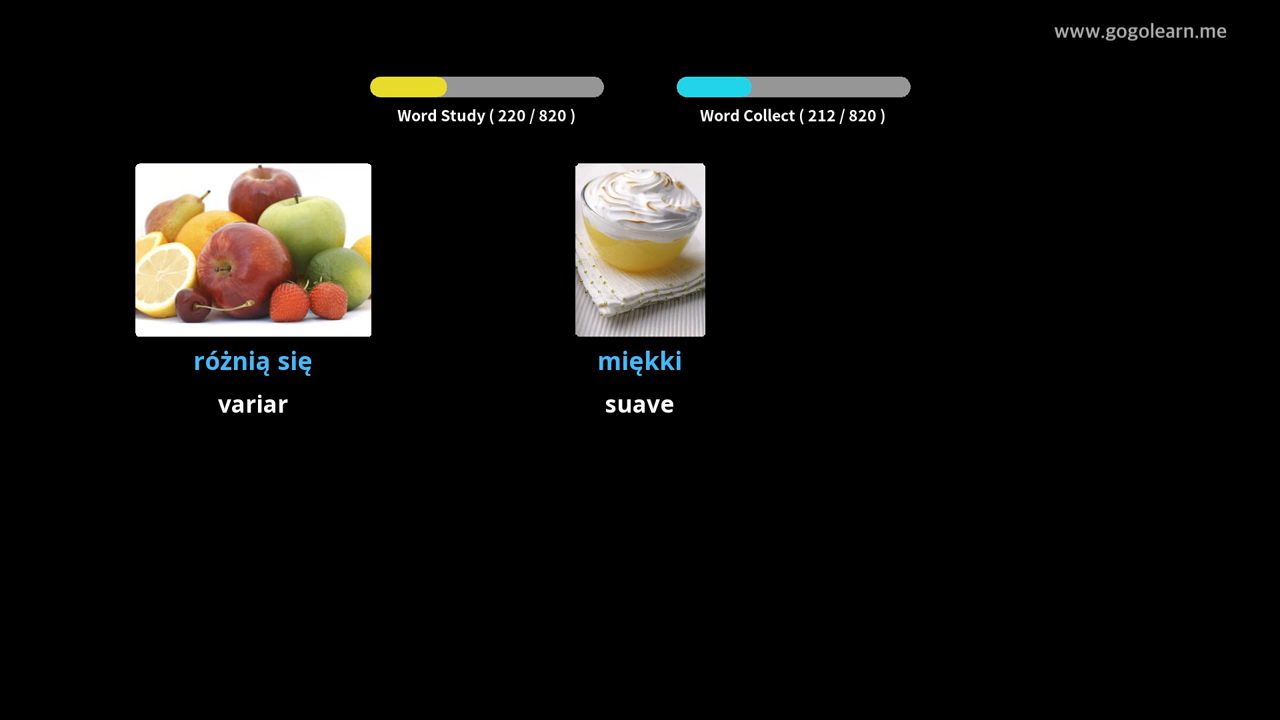 www.gogolearn.me
Word Study ( 220 / 820 )
Word Collect ( 212 / 820 )
różnią się
miękki
variar
suave